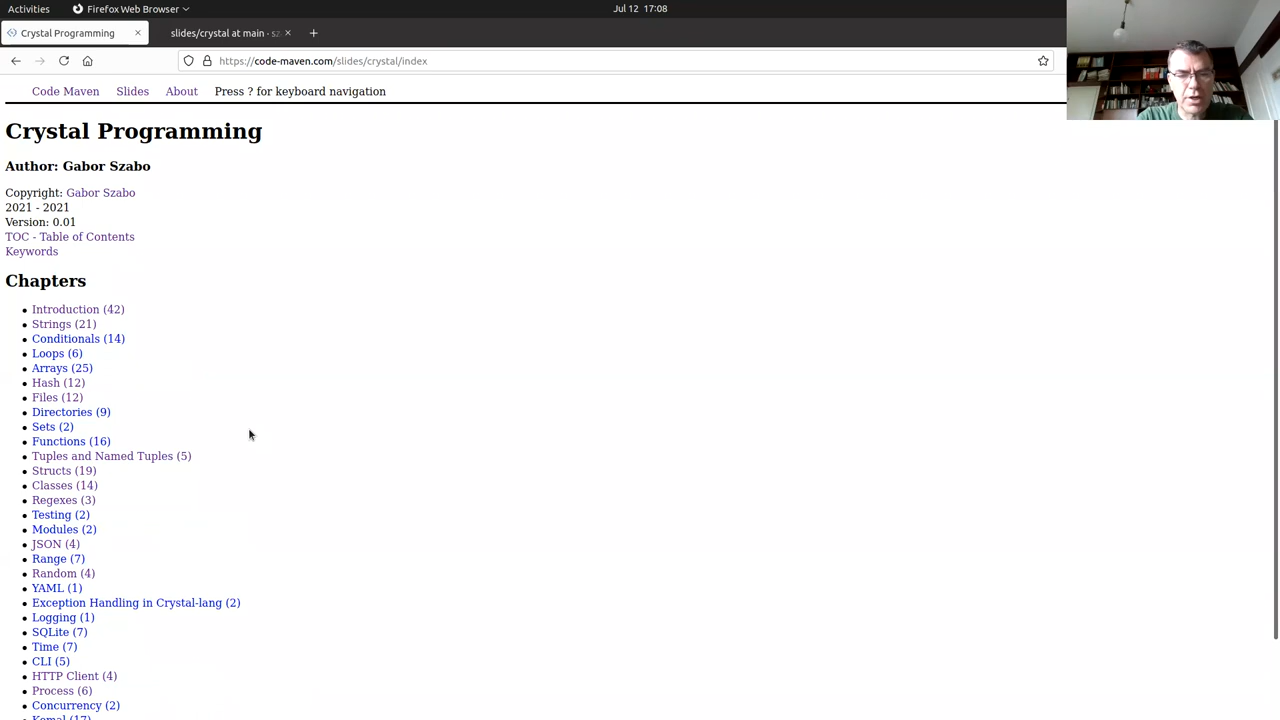 Activities Firefox Web Browser Jul 12 17:08
Crystal Programming slides/crystal at main · sz
https://code-maven.com/slides/crystal/index
Code Maven Slides About Press ? for keyboard navigation
Crystal Programming
Author: Gabor Szabo
Copyright: Gabor Szabo
2021 - 2021
Version: 0.01
TOC - Table of Contents
Keywords
Chapters
Introduction (42)
Strings (21)
Conditionals (14)
Loops (6)
Arrays (25)
Hash (12)
Files (12)
Directories (9)
Sets (2)
Functions (16)
Tuples and Named Tuples (5)
Structs (19)
Classes (14)
Regexes (3)
Testing (2)
Modules (2)
JSON (4)
Range (7)
Random (4)
YAML (1)
Exception Handling in Crystal-lang (2)
Logging (1)
SQLite (7)
Time (7)
CLI (5)
HTTP Client (4)
Process (6)
Concurrency (2)
Kemal (17)